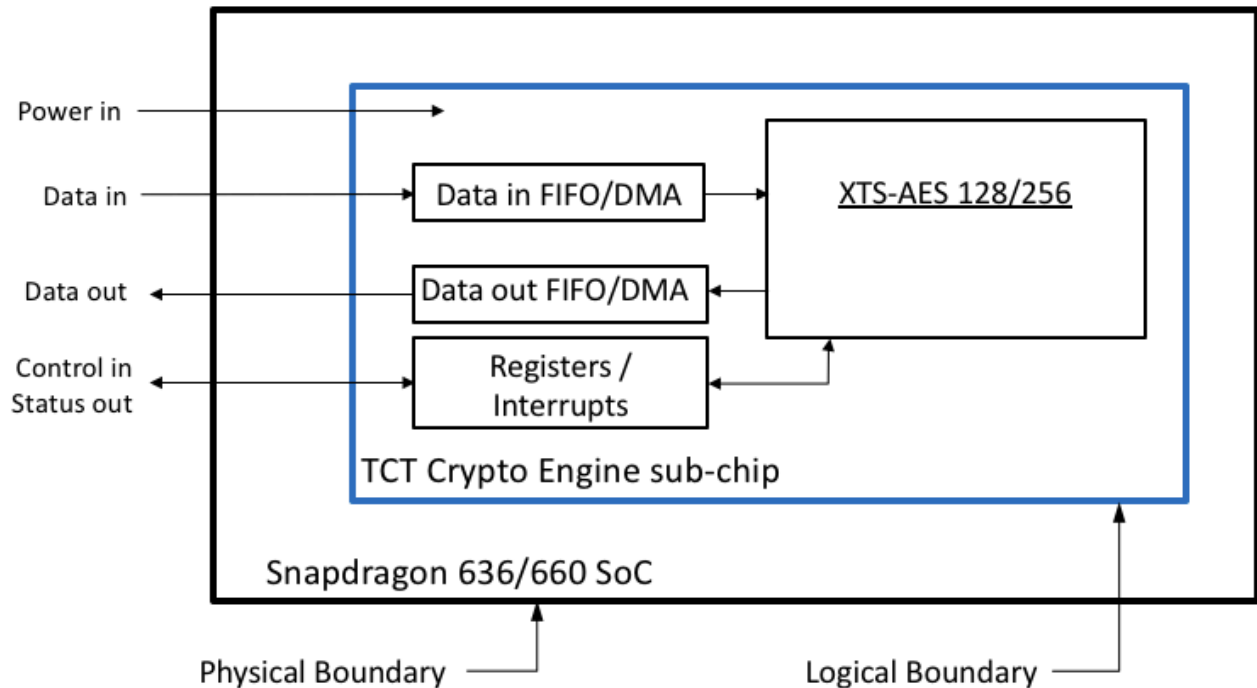 Power in
Data in
Data in FIFO/DMA
XTS-AES 128/256
Data out
Data out FIFO/DMA
Control in
Status out
Registers /
Interrupts
TCT Crypto Engine sub-chip
Snapdragon 636/660 SoC
Physical Boundary
Logical Boundary